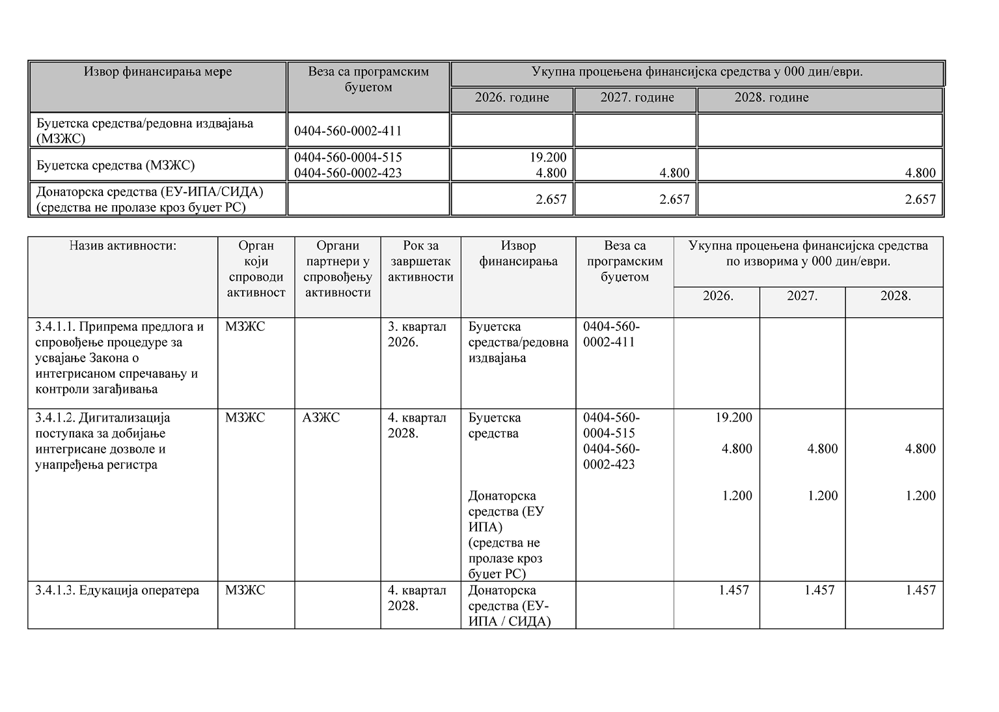 Извор финансирања мере
Веза са програмским
буџетом
Укупна процењена финансијска средства у 000 дин/еври.
2026. године
2027. године
2028. године
Буџетска средства/редовна издвајања
(МЗЖС)
0404-560-0002-411
Буџетска средства (МЗЖС)
0404-560-0004-515
0404-560-0002-423
19.200
4.800
4.800
4.800
Донаторска средства (ЕУ-ИПА/СИДА)
(средства не пролазе кроз буџет РС)
2.657
2.657
2.657
Назив активности:
Орган
који
спроводи
активност
Органи
партнери у
спровођењу
активности
Рок за
завршетак
активности
Извор
финансирања
Веза са
програмским
буџетом
Укупна процењена финансијска средства
по изворима у 000 дин/еври.
2026.
2027.
2028.
3.4.1.1. Припрема предлога и
спровођење процедуре за
усвајање Закона о
интегрисаном спречавању и
контроли загађивања
МЗЖС
3. квартал
2026.
Буџетска
средства/редовна
издвајања
0404-560-
0002-411
3.4.1.2. Дигитализација
поступака за добијање
интегрисане дозволе и
унапређења регистра
МЗЖС
АЗЖС
4. квартал
2028.
Буџетска
средства
0404-560-
0004-515
0404-560-
0002-423
19.200
4.800
4.800
4.800
Донаторска
средства (ЕУ
ИПА)
(средства не
пролазе кроз
буџет РС)
1.200
1.200
1.200
3.4.1.3. Едукација оператера
МЗЖС
4. квартал
2028.
Донаторска
средства (ЕУ-
ИПА / СИДА)
1.457
1.457
1.457